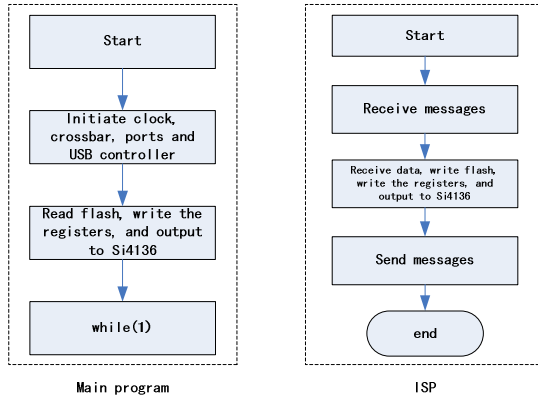 Start
Initiate clock,
crossbar, ports and
USB controller
Read flash, write the
registers, and output
to Si4136
while(1)
Main program
Start
Receive messages
Receive data, write flash,
write the registers, and
output to Si4136
Send messages
end
ISP